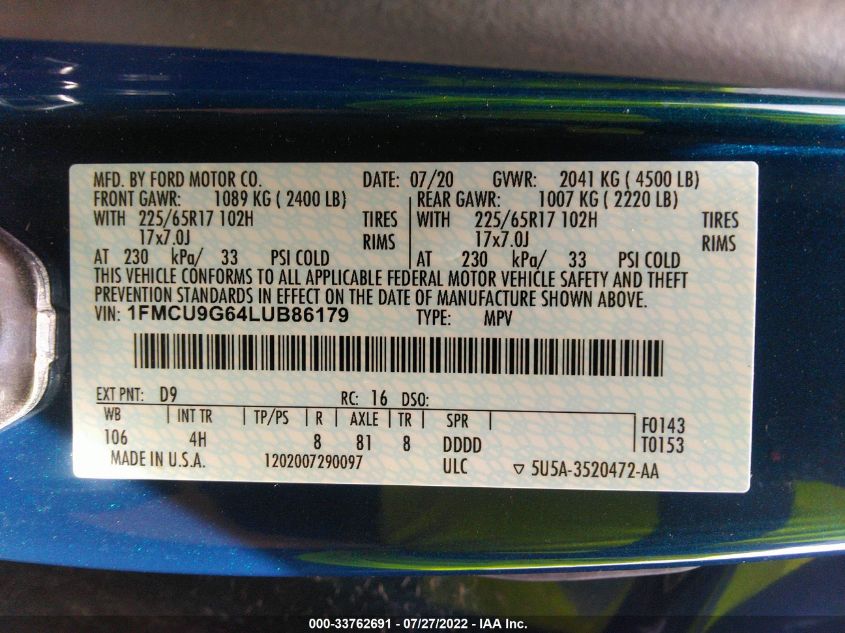 MFD. BY FORD MOTOR CO. DATE: 07/20 GVWR: 2041 KG ( 4500 LB)
FRONT GAWR: 1089 KG ( 2400 LB) REAR GAWR: 1007 KG ( 2220 LB)
WITH 225/65R17 102H TIRES WITH 225/65R17 102H TIRES
17x7.0J RIMS 17x7.0J RIMS
AT 230 kPa/ 33 PSI COLD AT 230 kPa/ 33 PSI COLD
THIS VEHICLE CONFORMS TO ALL APPLICABLE FEDERAL MOTOR VEHICLE SAFETY AND THEFT
PREVENTION STANDARDS IN EFFECT ON THE DATE OF MANUFACTURE SHOWN ABOVE.
VIN: 1FMCU9G64LUB86179 TYPE: MPV
EXT PNT: D9 RC: 16 DSO:
WB INT TR TP/PS R AXLE TR SPR F0143
106 4H 8 81 8 DDDD T0153
MADE IN U.S.A. 1202007290097 ULC ▽ 5U5A-3520472-AA
000-33762691 - 07/27/2022 - IAA Inc.